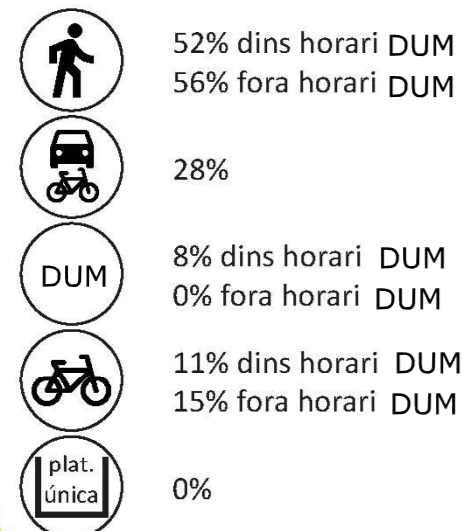 52% dins horari DUM
56% fora horari DUM
28%
DUM
8% dins horari DUM
0% fora horari DUM
11% dins horari DUM
15% fora horari DUM
plat.
única
0%